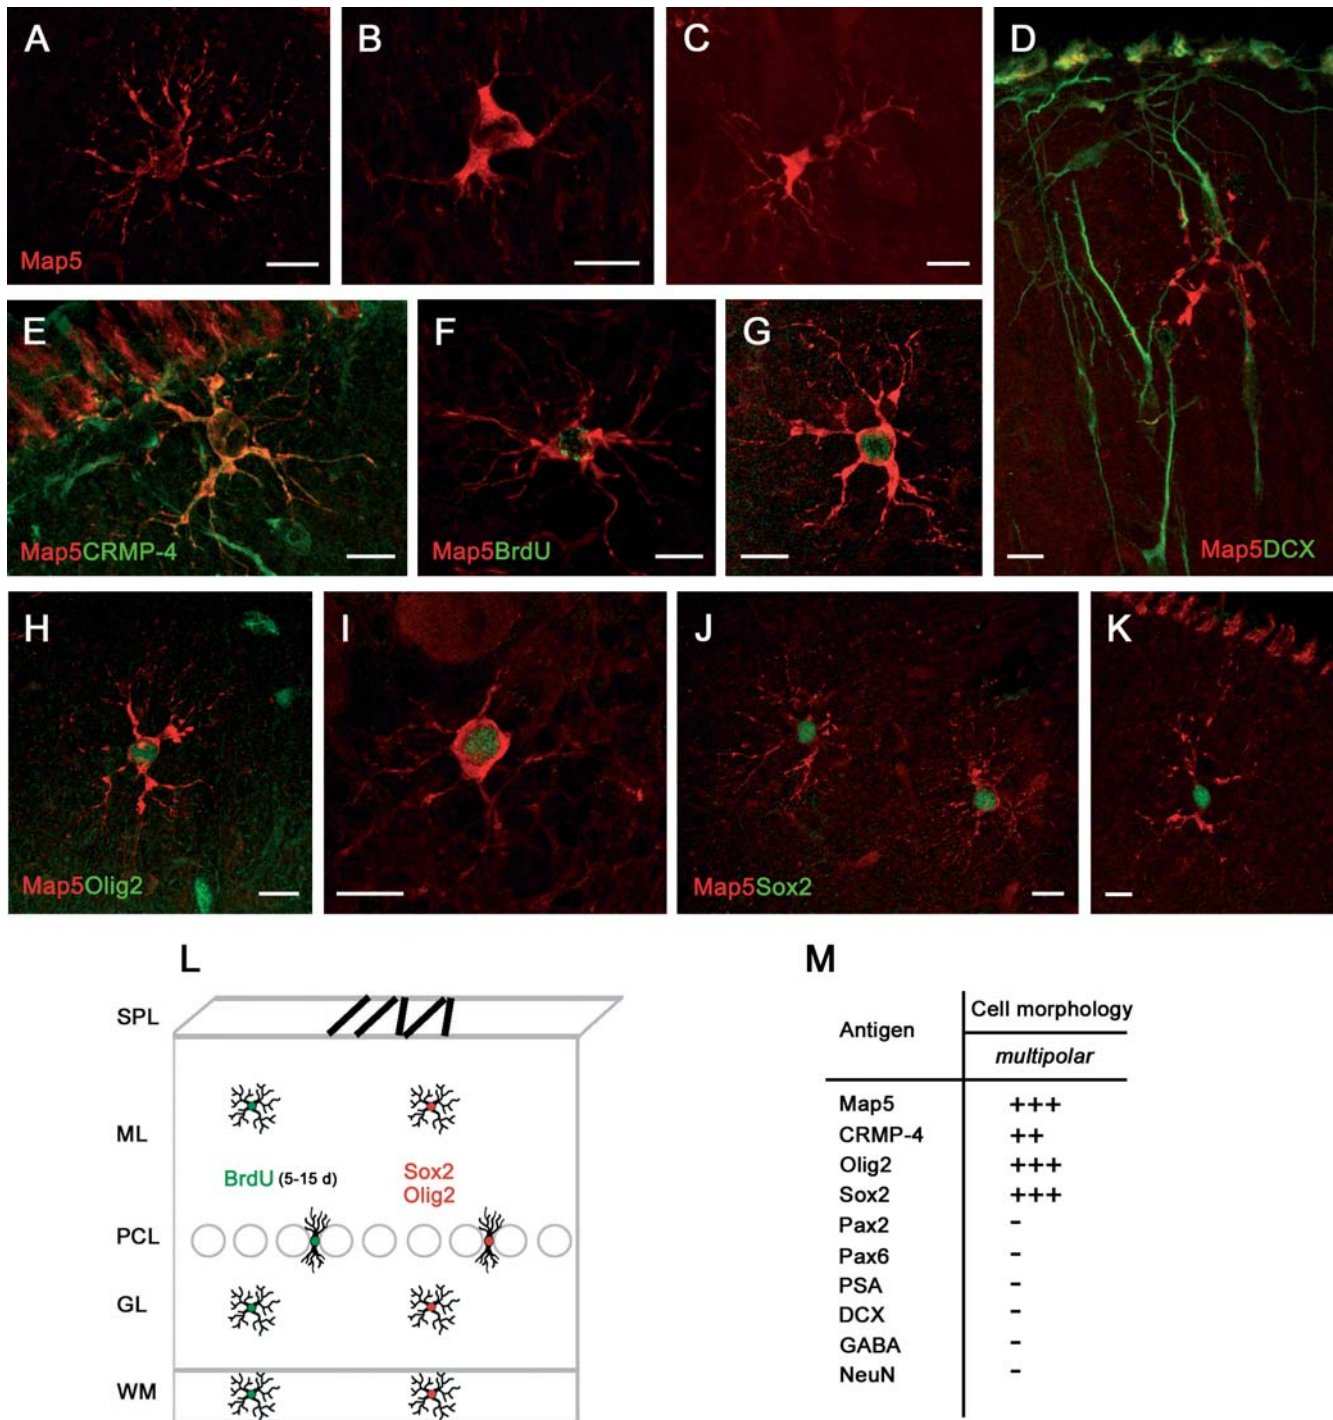 A
B
C
D
Map5
E
F
G
Map5CRMP-4
Map5BrdU
Map5DCX
H
I
J
K
Map5Olig2
Map5Sox2
L
SPL
ML
BrdU (5-15 d)
Sox2
Olig2
PCL
GL
WM
M
Antigen
Cell morphology
multipolar
Map5 +++
CRMP-4 ++
Olig2 +++
Sox2 +++
Pax2 -
Pax6 -
PSA -
DCX -
GABA -
NeuN -